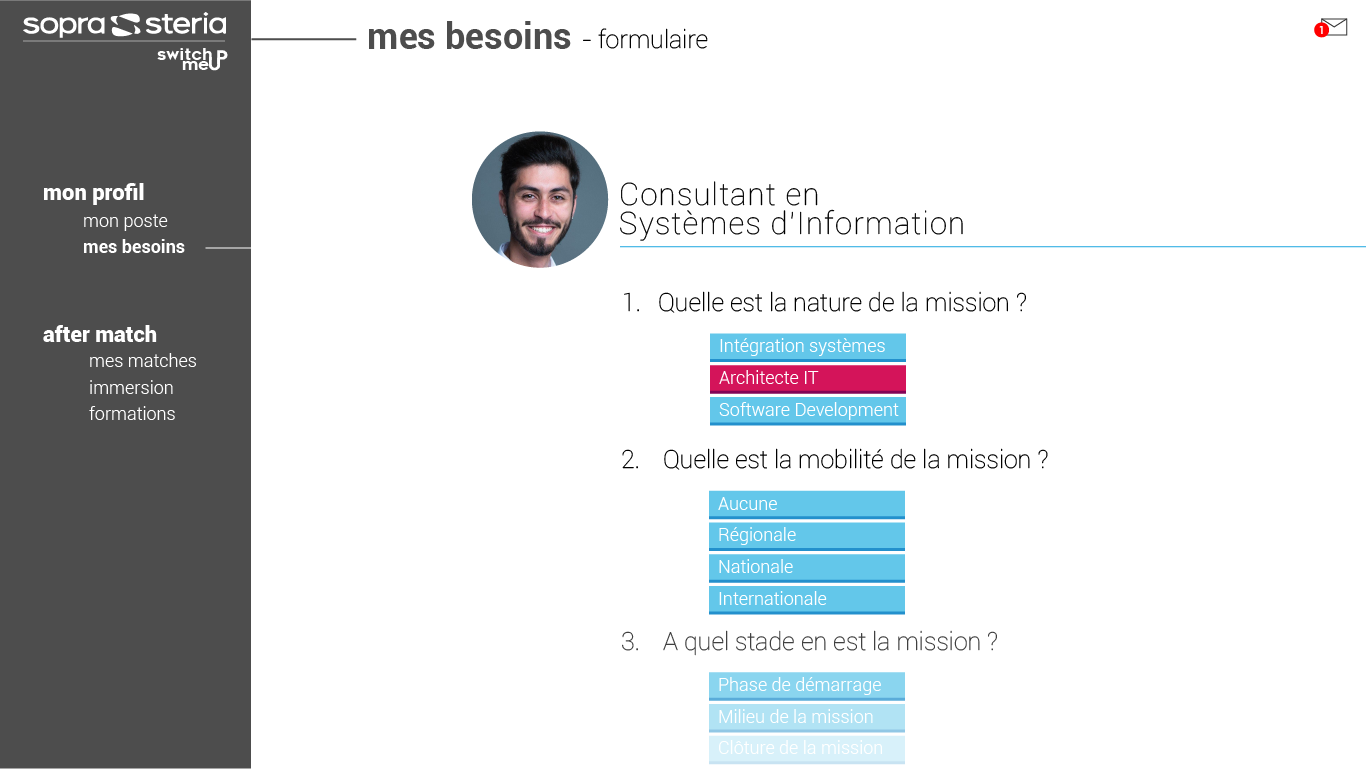 sopra steria
switch
meUP
mes besoins - formulaire
1
mon profil
mon poste
mes besoins
after match
mes matches
immersion
formations
Consultant en
Systèmes d'Information
1. Quelle est la nature de la mission ?
Intégration systèmes
Architecte IT
Software Development
2. Quelle est la mobilité de la mission ?
Aucune
Régionale
Nationale
Internationale
3. A quel stade en est la mission ?
Phase de démarrage
Milieu de la mission
Clôture de la mission